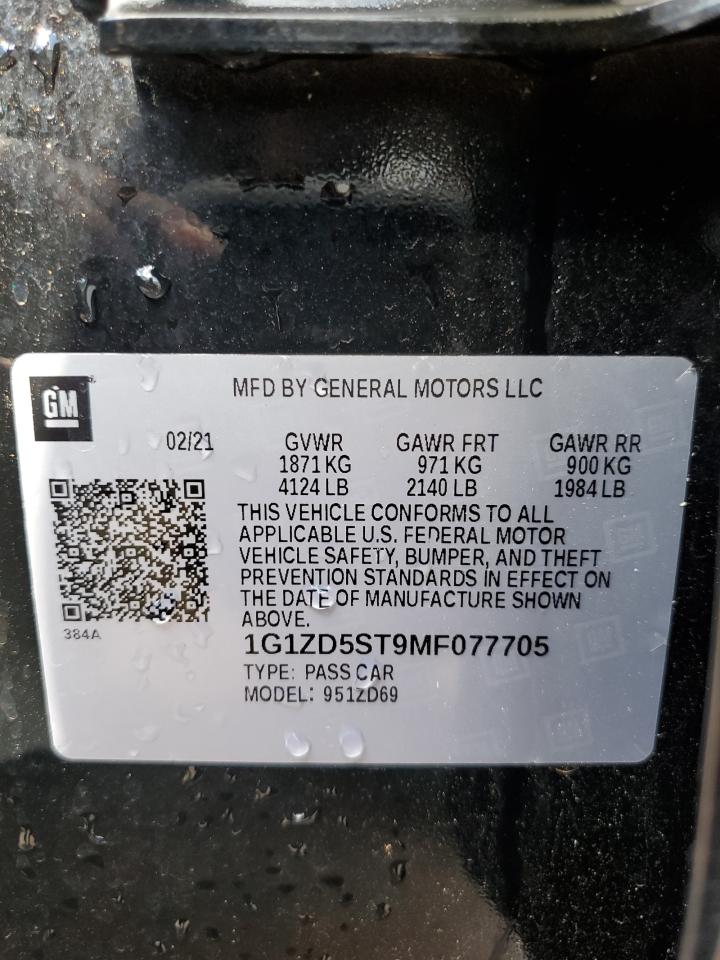 GM
MFD BY GENERAL MOTORS LLC
02/21 GVWR GAWR FRT GAWR RR
1871 KG 971 KG 900 KG
4124 LB 2140 LB 1984 LB
THIS VEHICLE CONFORMS TO ALL
APPLICABLE U.S. FEDERAL MOTOR
VEHICLE SAFETY, BUMPER, AND THEFT
PREVENTION STANDARDS IN EFFECT ON
THE DATE OF MANUFACTURE SHOWN
ABOVE.
384A
1G1ZD5ST9MF077705
TYPE: PASS CAR
MODEL: 951ZD69